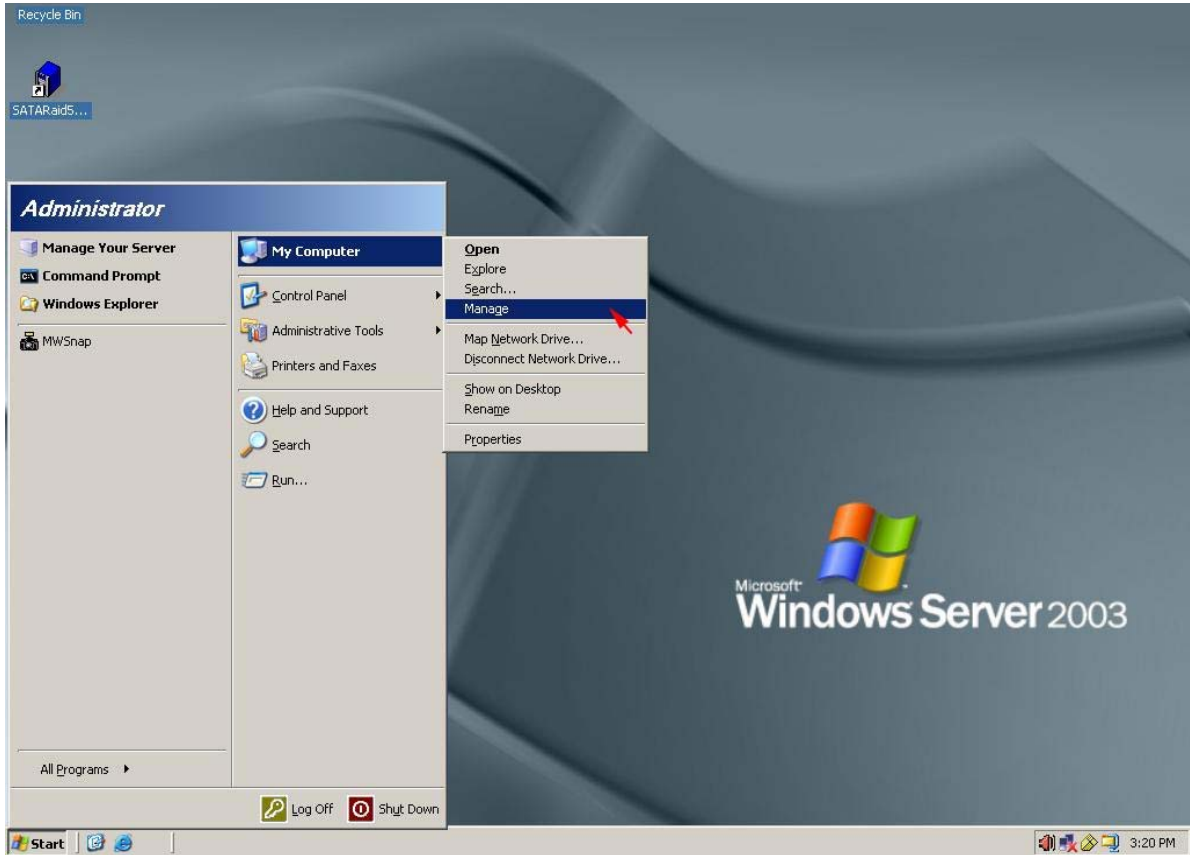 Recycle Bin
SATARaid5...
Administrator
Manage Your Server
Command Prompt
Windows Explorer
MWSnap
All Programs
My Computer
Control Panel
Administrative Tools
Printers and Faxes
Help and Support
Search
Run...
Log Off
Shut Down
Open
Explore
Search...
Manage
Map Network Drive...
Disconnect Network Drive...
Show on Desktop
Rename
Properties
Microsoft
Windows Server 2003
Start
3:20 PM